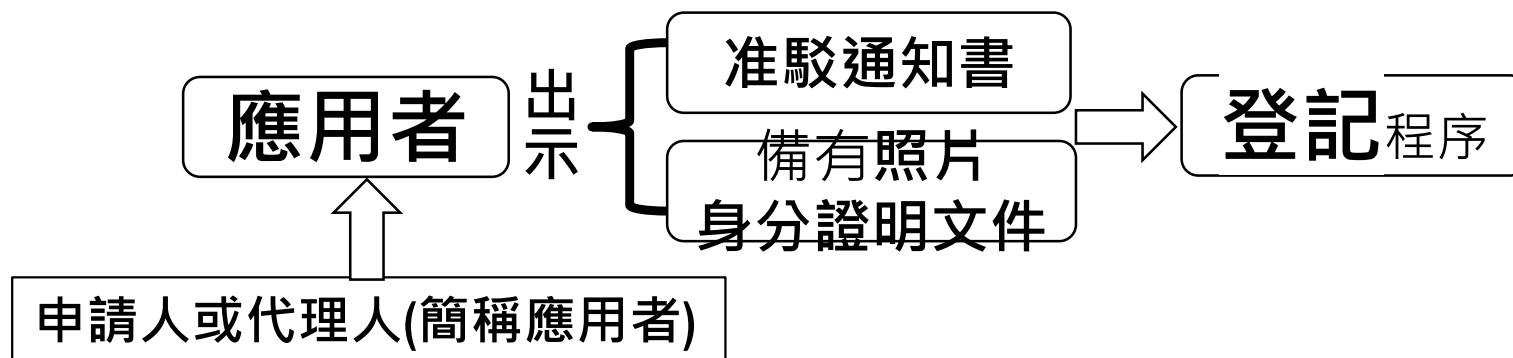 應用者
出示
准駁通知書
備有照片
身分證明文件
登記程序
申請人或代理人(簡稱應用者)